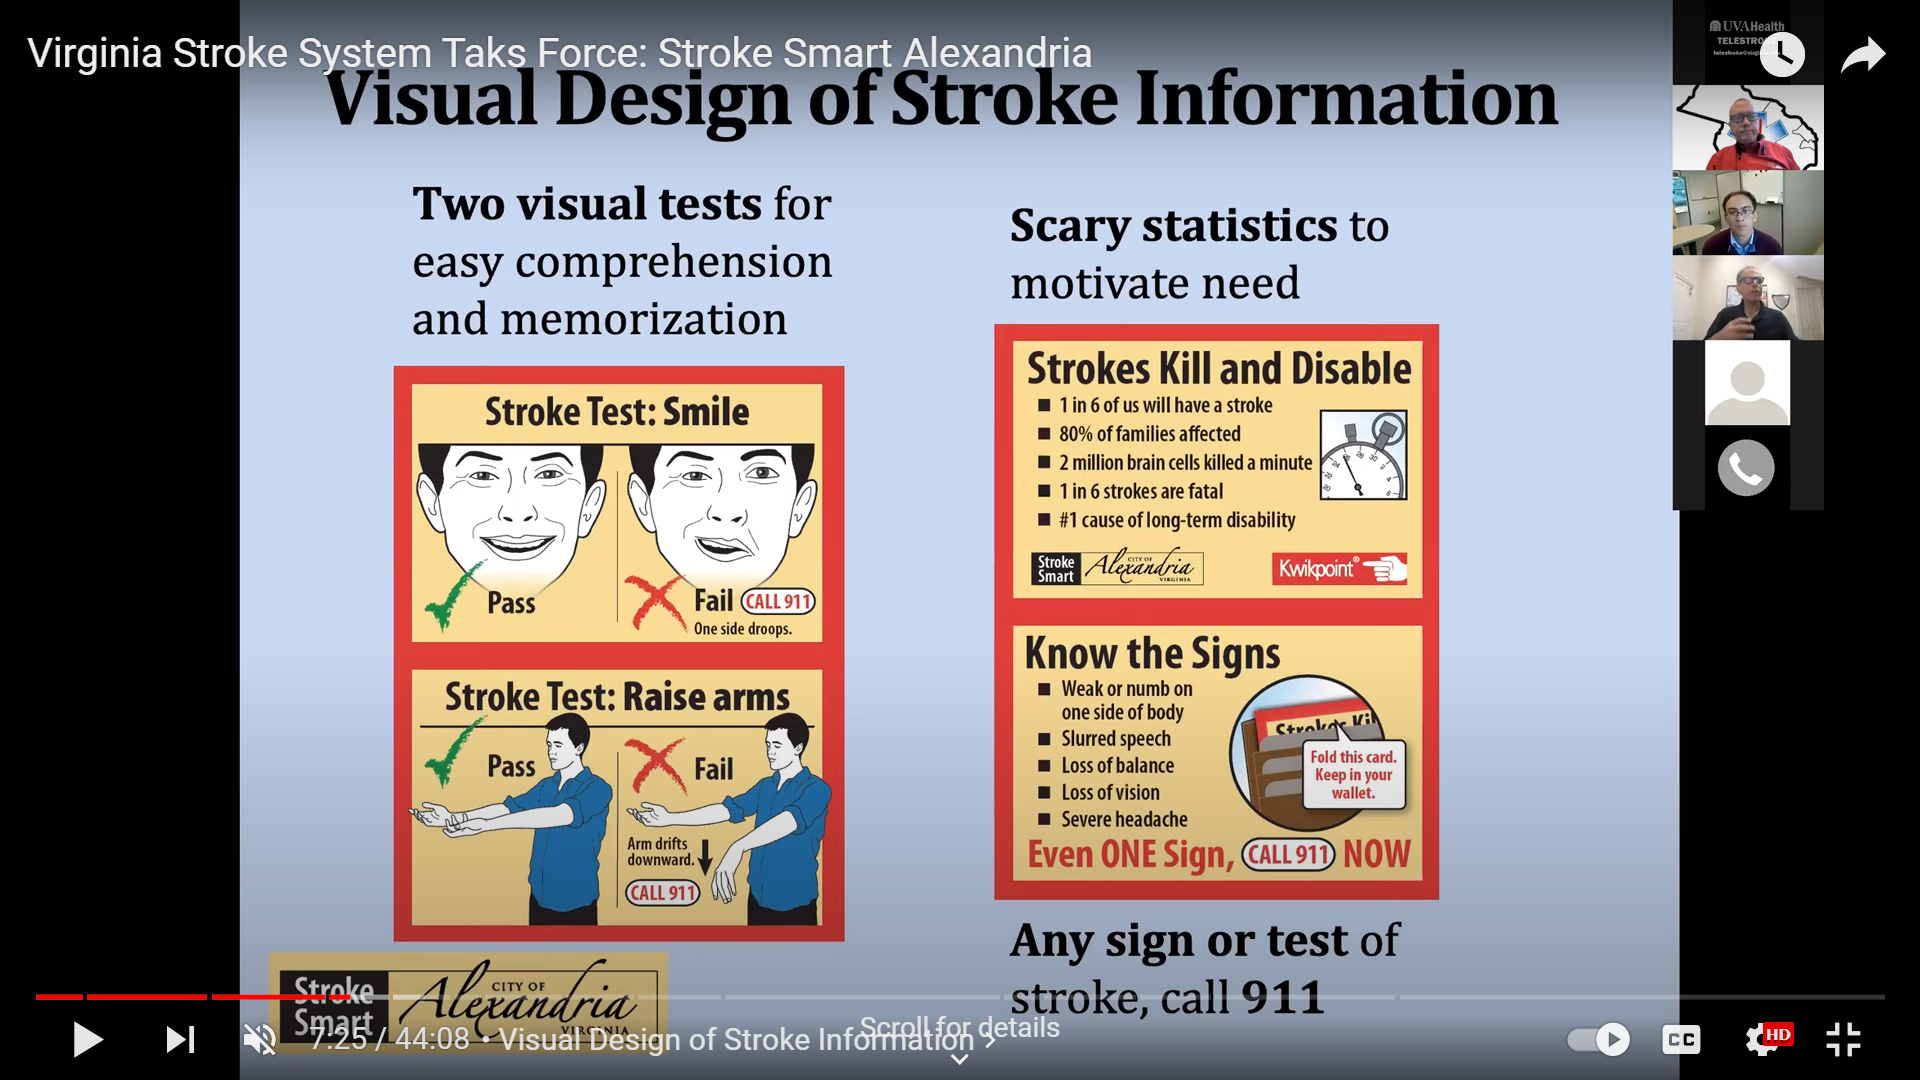 Virginia Stroke System Taks Force: Stroke Smart Alexandria
UVAHealth
Visual Design of Stroke Information
Two visual tests for
easy comprehension
and memorization
Stroke Test: Smile
Pass
Fail CALL 911
One side droops.
Stroke Test: Raise arms
Pass
Fail
Arm drifts
downward.
CALL 911
Scary statistics to
motivate need
Strokes Kill and Disable
1 in 6 of us will have a stroke
80% of families affected
2 million brain cells killed a minute
1 in 6 strokes are fatal
#1 cause of long-term disability
Stroke
Smart
CITY OF
Alexandria
VIRGINIA
Kwikpoint®
Know the Signs
Weak or numb on
one side of body
Slurred speech
Loss of balance
Loss of vision
Severe headache
Fold this card.
Keep in your
wallet.
Even ONE Sign, CALL 911 NOW
Any sign or test of
stroke, call 911
Stroke
Smart
CITY OF
Alexandria
VIRGINIA
7:25 / 44:08 • Visual Design of Stroke Information
Scroll for details
CC
HD